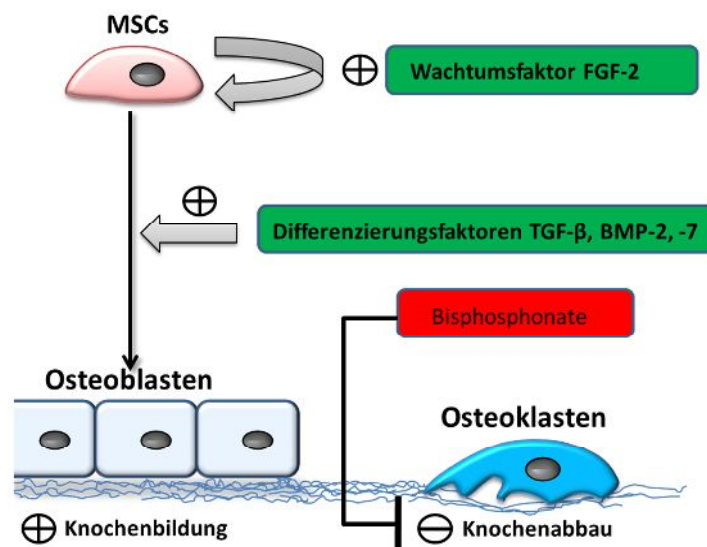 MSCs
Wachtumsfaktor FGF-2
Differenzierungsfaktoren TGF-β, BMP-2, -7
Bisphosphonate
Osteoblasten
Osteoklasten
Knochenbildung
Knochenabbau